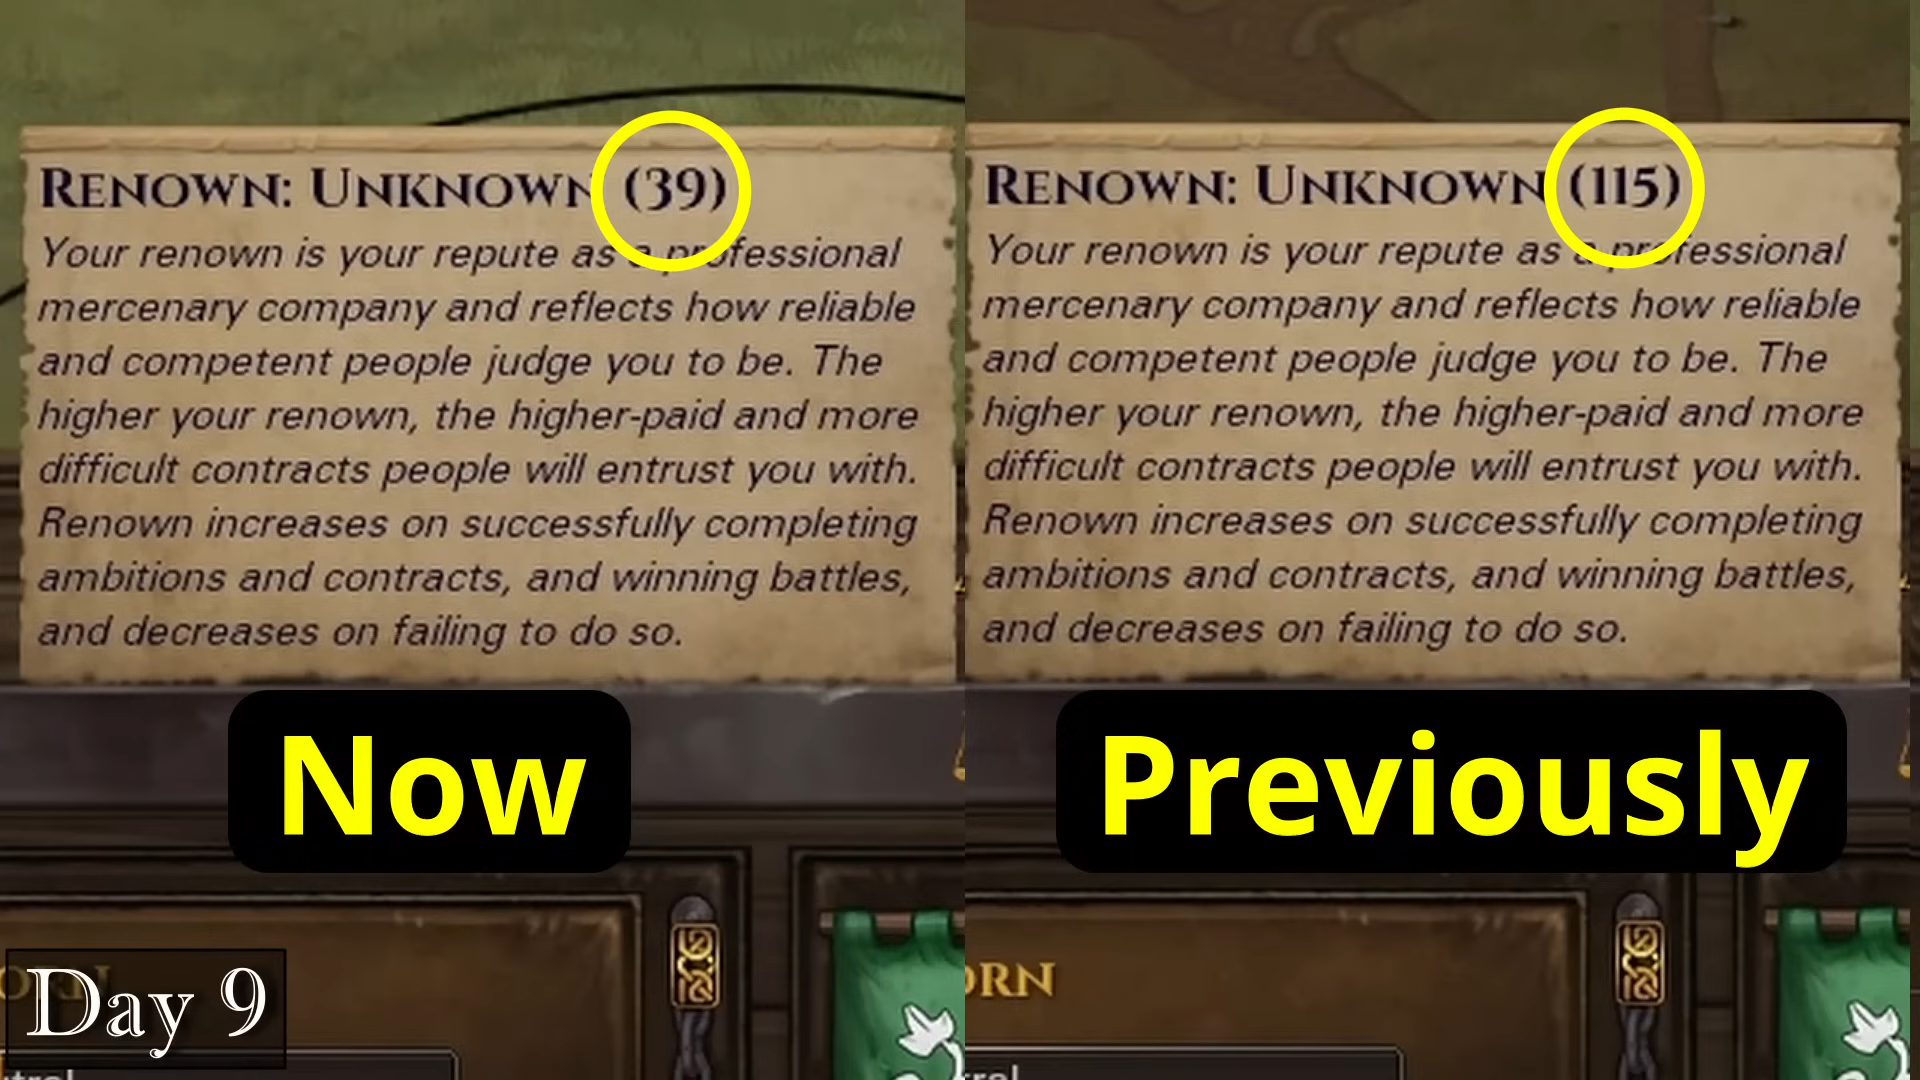 RENOWN: UNKNOWN (39)
Your renown is your repute as a professional
mercenary company and reflects how reliable
and competent people judge you to be. The
higher your renown, the higher-paid and more
difficult contracts people will entrust you with.
Renown increases on successfully completing
ambitions and contracts, and winning battles,
and decreases on failing to do so.
Now
Day 9
RENOWN: UNKNOWN (115)
Your renown is your repute as a professional
mercenary company and reflects how reliable
and competent people judge you to be. The
higher your renown, the higher-paid and more
difficult contracts people will entrust you with.
Renown increases on successfully completing
ambitions and contracts, and winning battles,
and decreases on failing to do so.
Previously
ORN